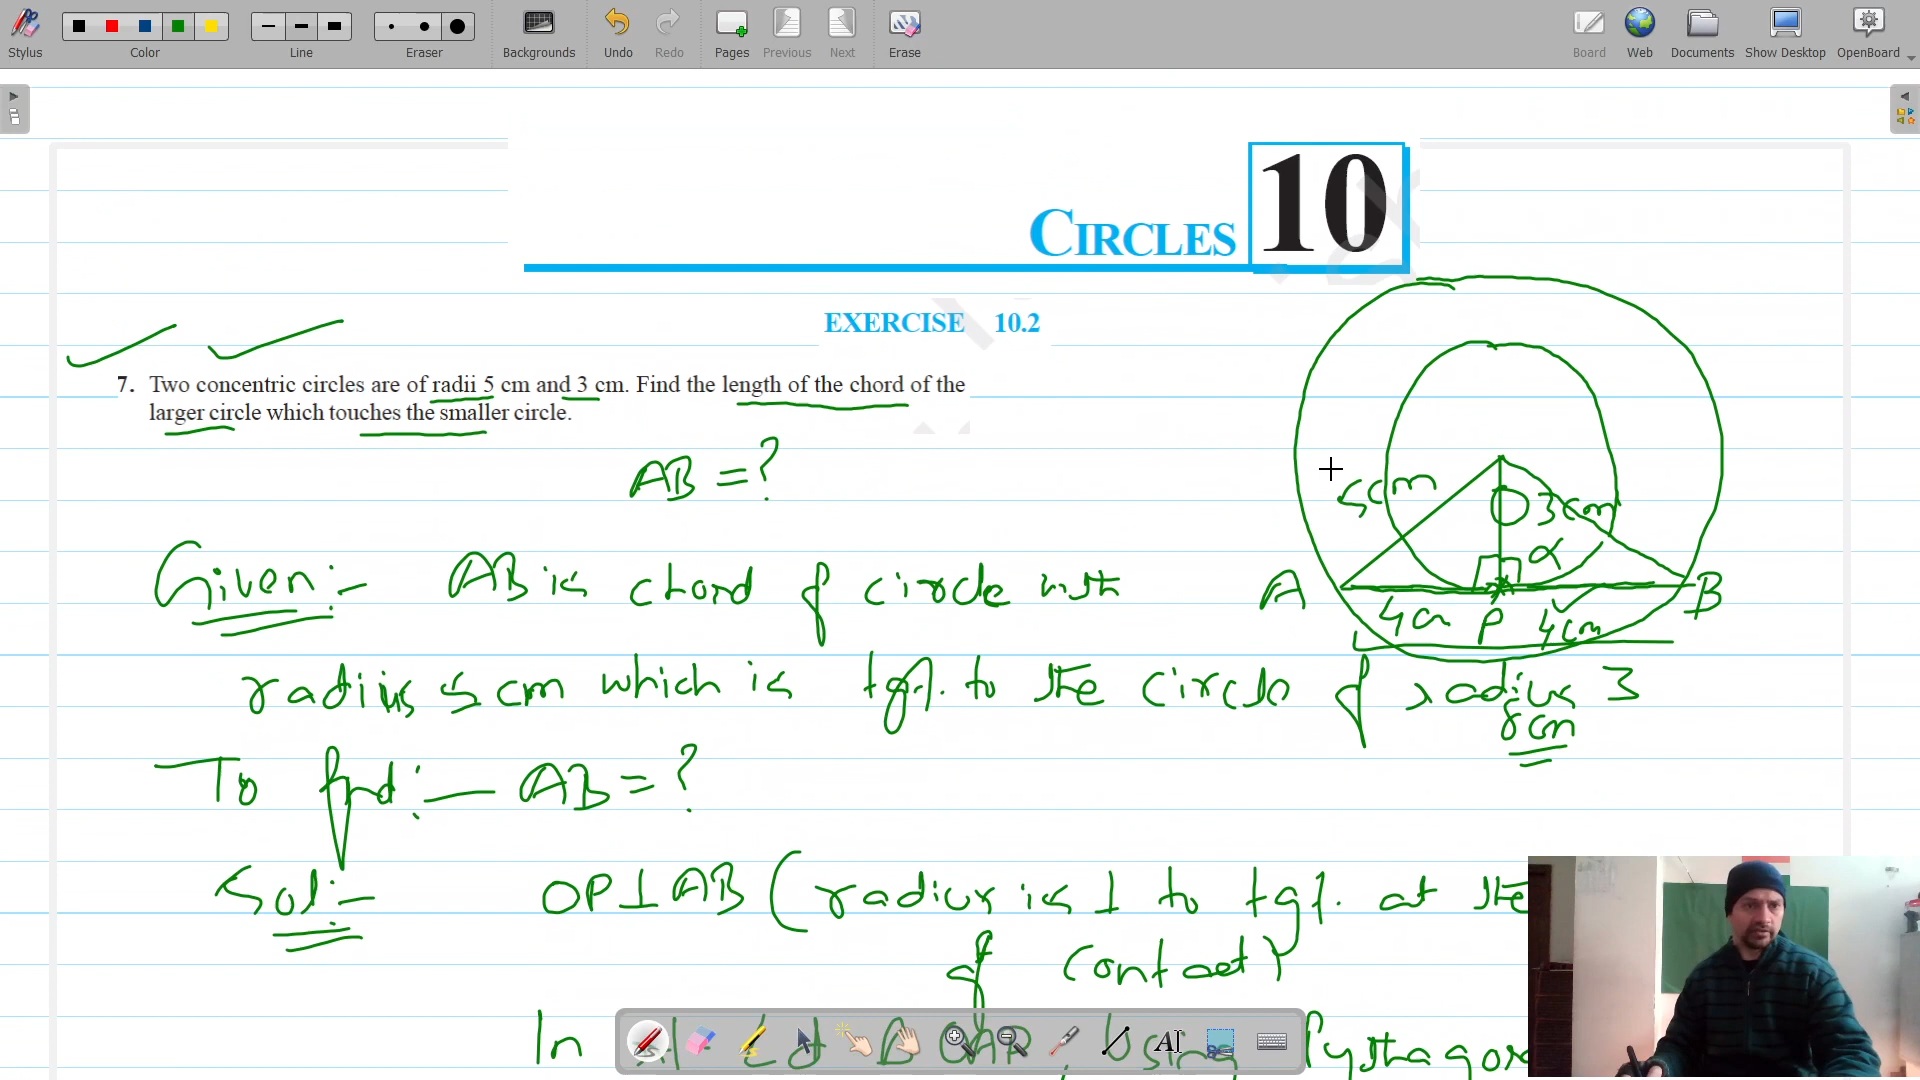 Stylus Color Line Eraser Backgrounds Undo Redo Pages Previous Next Erase Board Web Documents Show Desktop OpenBoard
CIRCLES 10
EXERCISE 10.2
7. Two concentric circles are of radii 5 cm and 3 cm. Find the length of the chord of the
larger circle which touches the smaller circle.
AB = ?
5cm
O 3cm
A
B
4cm P 4cm
8cm
Given:- AB is chord of circle with
radius 5 cm which is tgt. to the circle of radius 3
To find:- AB = ?
Sol:- OP⊥AB (radius is ⊥ to tgt. at the
of contact)
In
using Pythagor